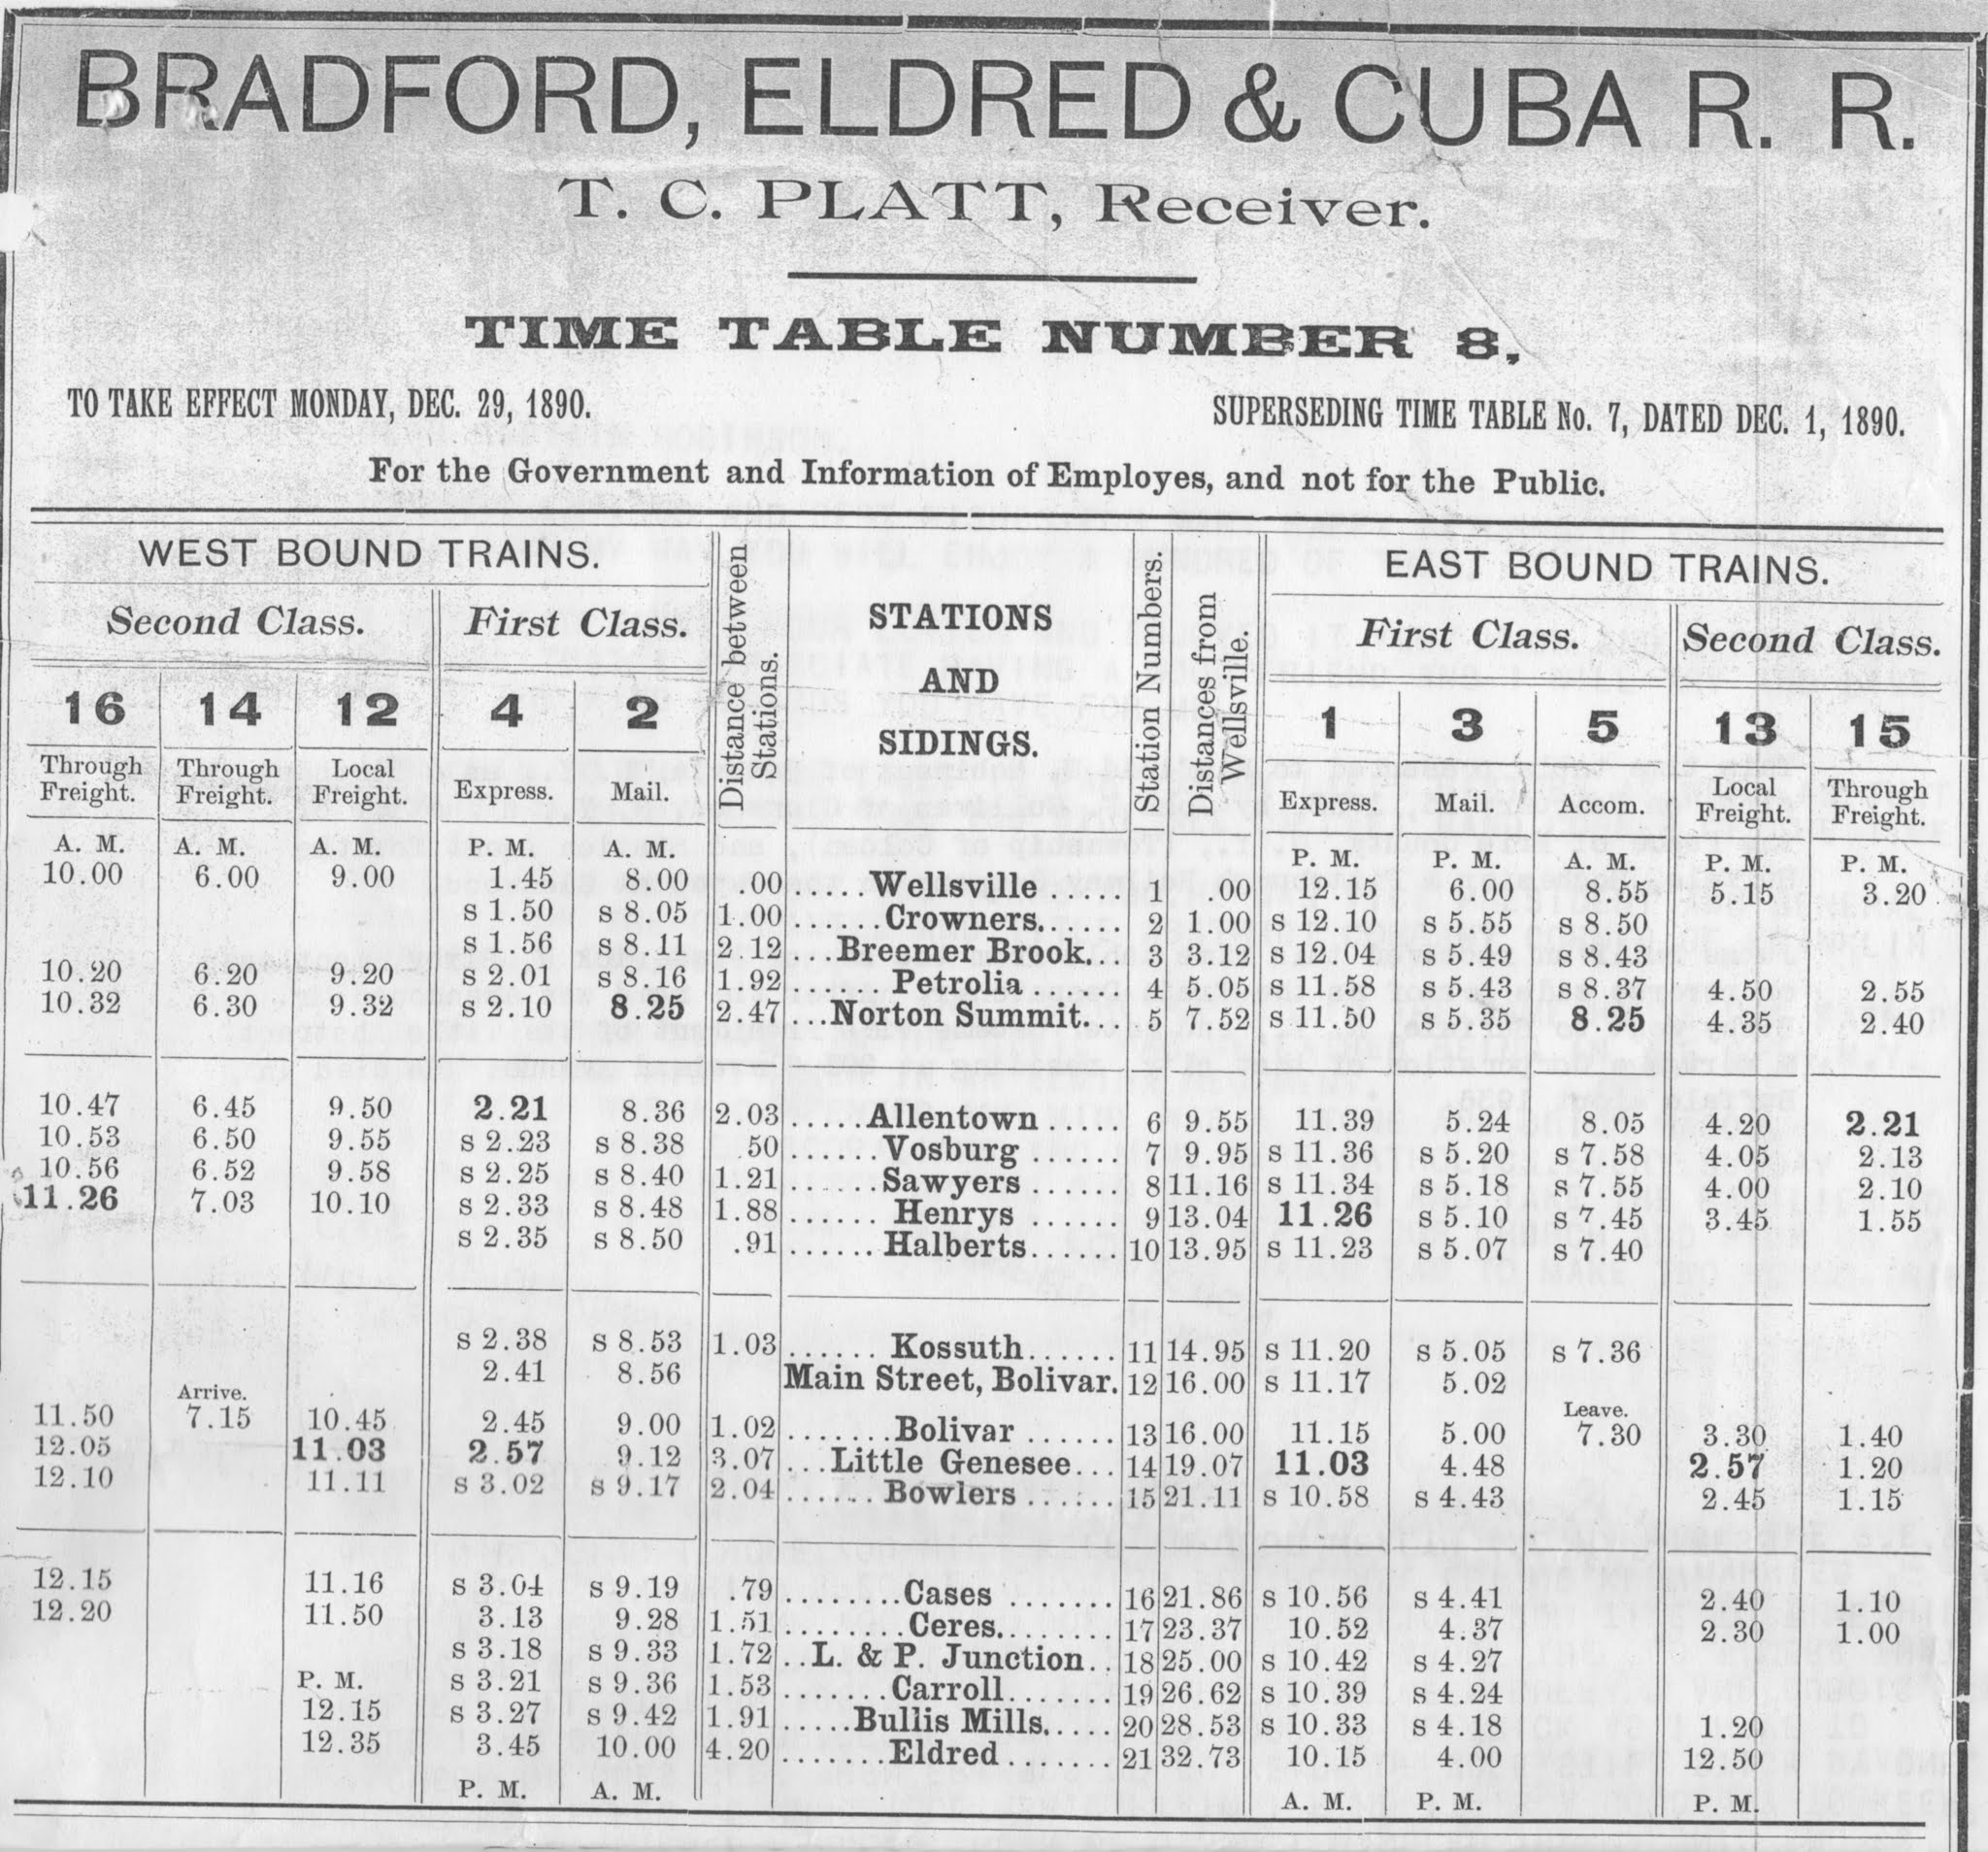 BRADFORD, ELDRED & CUBA R. R.
T. C. PLATT, Receiver.
TIME TABLE NUMBER 8.
TO TAKE EFFECT MONDAY, DEC. 29, 1890. SUPERSEDING TIME TABLE No. 7, DATED DEC. 1, 1890.
For the Government and Information of Employes, and not for the Public.
WEST BOUND TRAINS. Distance between Stations. STATIONS AND SIDINGS. Station Numbers. Distances from Wellsville. EAST BOUND TRAINS.
Second Class. First Class. First Class. Second Class.
16 14 12 4 2 1 3 5 13 15
Through Freight. Through Freight. Local Freight. Express. Mail. Express. Mail. Accom. Local Freight. Through Freight.
A. M. A. M. A. M. P. M. A. M. P. M. P. M. A. M. P. M. P. M.
10.00 6.00 9.00 1.45 8.00 .00 ......Wellsville..... 1 .00 12.15 6.00 8.55 5.15 3.20
s 1.50 s 8.05 1.00 ......Crowners...... 2 1.00 s 12.10 s 5.55 s 8.50
s 1.56 s 8.11 2.12 ...Breemer Brook... 3 3.12 s 12.04 s 5.49 s 8.43
10.20 6.20 9.20 s 2.01 s 8.16 1.92 ...... Petrolia ...... 4 5.05 s 11.58 s 5.43 s 8.37 4.50 2.55
10.32 6.30 9.32 s 2.10 8.25 2.47 ...Norton Summit... 5 7.52 s 11.50 s 5.35 8.25 4.35 2.40
10.47 6.45 9.50 2.21 8.36 2.03 .....Allentown ..... 6 9.55 11.39 5.24 8.05 4.20 2.21
10.53 6.50 9.55 s 2.23 s 8.38 50 ......Vosburg ...... 7 9.95 s 11.36 s 5.20 s 7.58 4.05 2.13
10.56 6.52 9.58 s 2.25 s 8.40 1.21 ......Sawyers ...... 8 11.16 s 11.34 s 5.18 s 7.55 4.00 2.10
11.26 7.03 10.10 s 2.33 s 8.48 1.88 ...... Henrys ...... 9 13.04 11.26 s 5.10 s 7.45 3.45 1.55
s 2.35 s 8.50 .91 ...... Halberts...... 10 13.95 s 11.23 s 5.07 s 7.40
s 2.38 s 8.53 1.03 ...... Kossuth...... 11 14.95 s 11.20 s 5.05 s 7.36
2.41 8.56 Main Street, Bolivar. 12 16.00 s 11.17 5.02
Arrive. Leave.
11.50 7.15 10.45 2.45 9.00 1.02 .......Bolivar ...... 13 16.00 11.15 5.00 7.30 3.30 1.40
12.05 11.03 2.57 9.12 3.07 ...Little Genesee... 14 19.07 11.03 4.48 2.57 1.20
12.10 11.11 s 3.02 s 9.17 2.04 ...... Bowlers ...... 15 21.11 s 10.58 s 4.43 2.45 1.15
12.15 11.16 s 3.04 s 9.19 .79 ........Cases ....... 16 21.86 s 10.56 s 4.41 2.40 1.10
12.20 11.50 3.13 9.28 1.51 ........Ceres........ 17 23.37 10.52 4.37 2.30 1.00
s 3.18 s 9.33 1.72 ..L. & P. Junction.. 18 25.00 s 10.42 s 4.27
P. M. s 3.21 s 9.36 1.53 .......Carroll....... 19 26.62 s 10.39 s 4.24
12.15 s 3.27 s 9.42 1.91 .....Bullis Mills..... 20 28.53 s 10.33 s 4.18 1.20
12.35 3.45 10.00 4.20 .......Eldred....... 21 32.73 10.15 4.00 12.50
P. M. A. M. A. M. P. M. P. M.